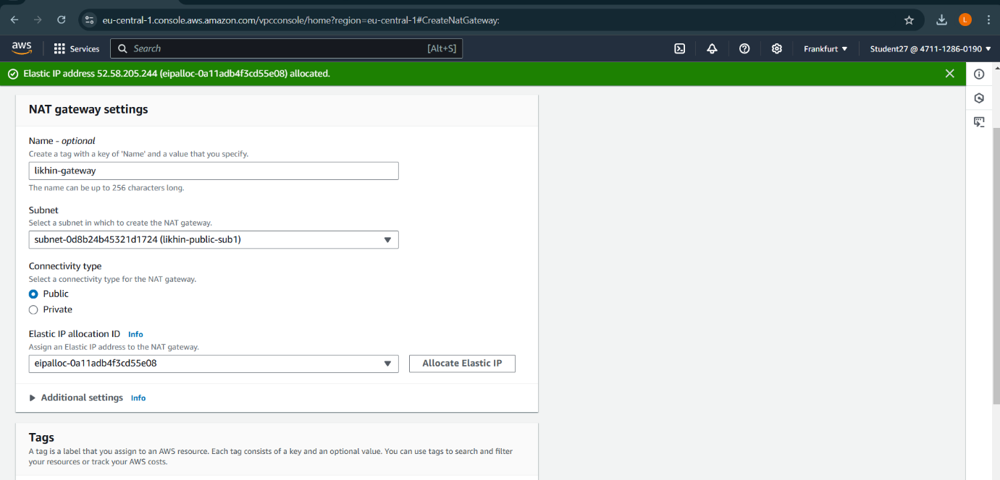 eu-central-1.console.aws.amazon.com/vpcconsole/home?region=eu-central-1#CreateNatGateway:
L
aws
Services
Search
[Alt+S]
Frankfurt
Student27 @ 4711-1286-0190
Elastic IP address 52.58.205.244 (eipalloc-0a11adb4f3cd55e08) allocated.
NAT gateway settings
Name - optional
Create a tag with a key of 'Name' and a value that you specify.
likhin-gateway
The name can be up to 256 characters long.
Subnet
Select a subnet in which to create the NAT gateway.
subnet-0d8b24b45321d1724 (likhin-public-sub1)
Connectivity type
Select a connectivity type for the NAT gateway.
Public
Private
Elastic IP allocation ID Info
Assign an Elastic IP address to the NAT gateway.
eipalloc-0a11adb4f3cd55e08
Allocate Elastic IP
Additional settings Info
Tags
A tag is a label that you assign to an AWS resource. Each tag consists of a key and an optional value. You can use tags to search and filter
your resources or track your AWS costs.